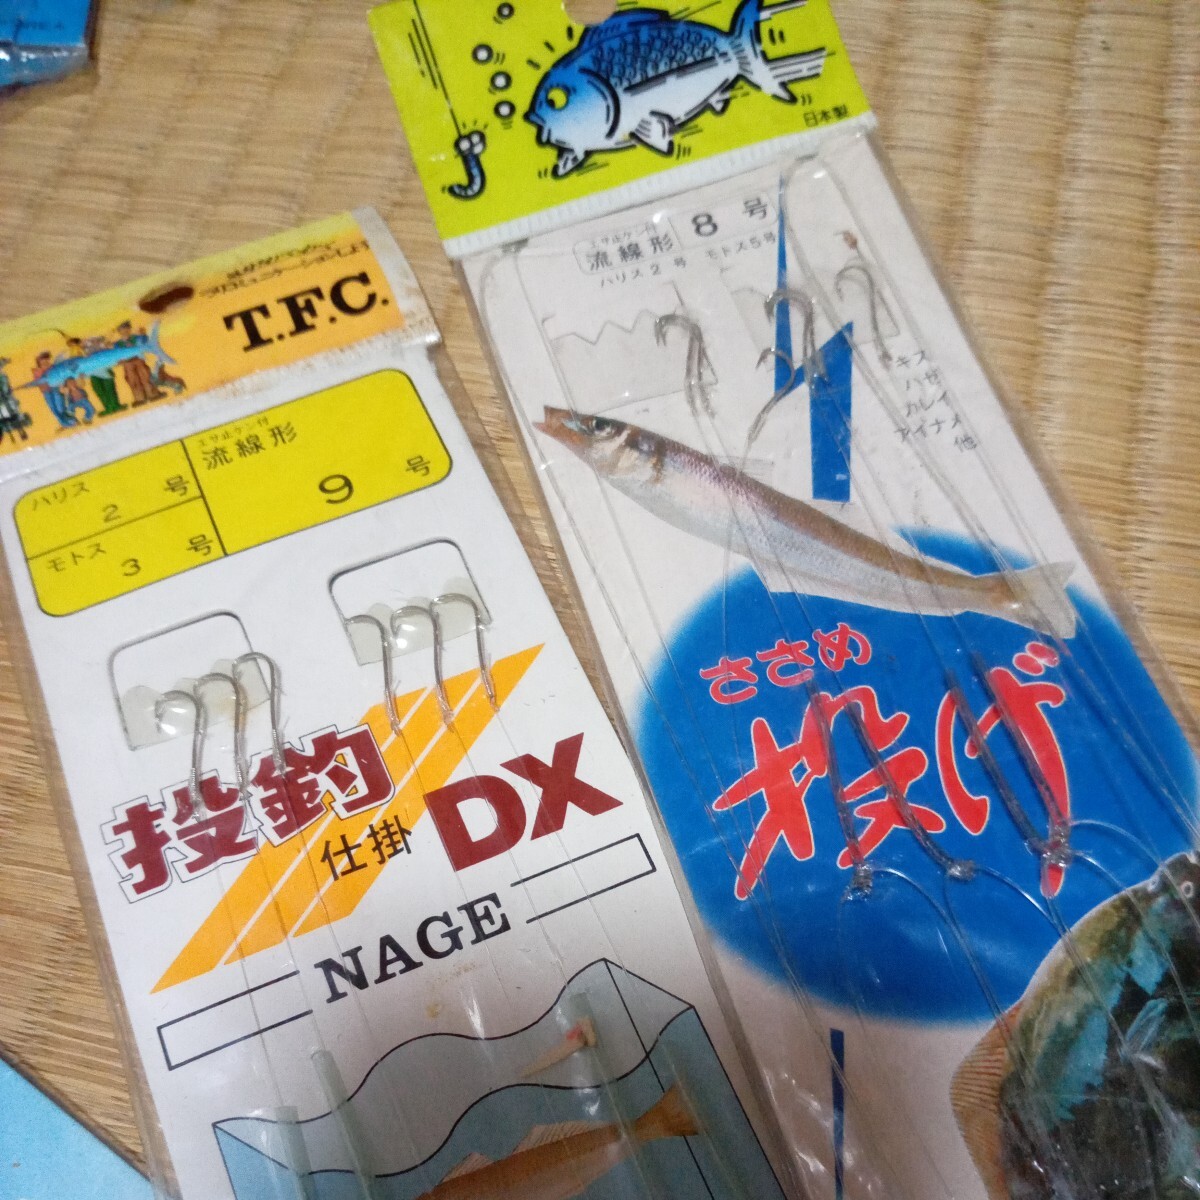 T.F.C.
エサ止ケン付
流線形
9 号
ハリス
2 号
モトス
3 号
投釣
仕掛
DX
NAGE
日本製
エサ止ケン付
流線形
8 号
ハリス2号 モトス5号
キス
ハゼ
カレイ
アイナメ
他
ささめ
投げ